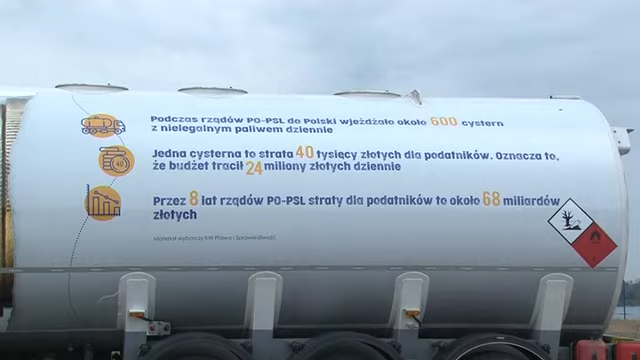 Podczas rządów PO-PSL do Polski wjeżdżało około 600 cystern
z nielegalnym paliwem dziennie
40
Jedna cysterna to strata 40 tysięcy złotych dla podatników. Oznacza to,
że budżet tracił 24 miliony złotych dziennie
Przez 8 lat rządów PO-PSL straty dla podatników to około 68 miliardów
złotych
Materiał wyborczy KW Prawo i Sprawiedliwość